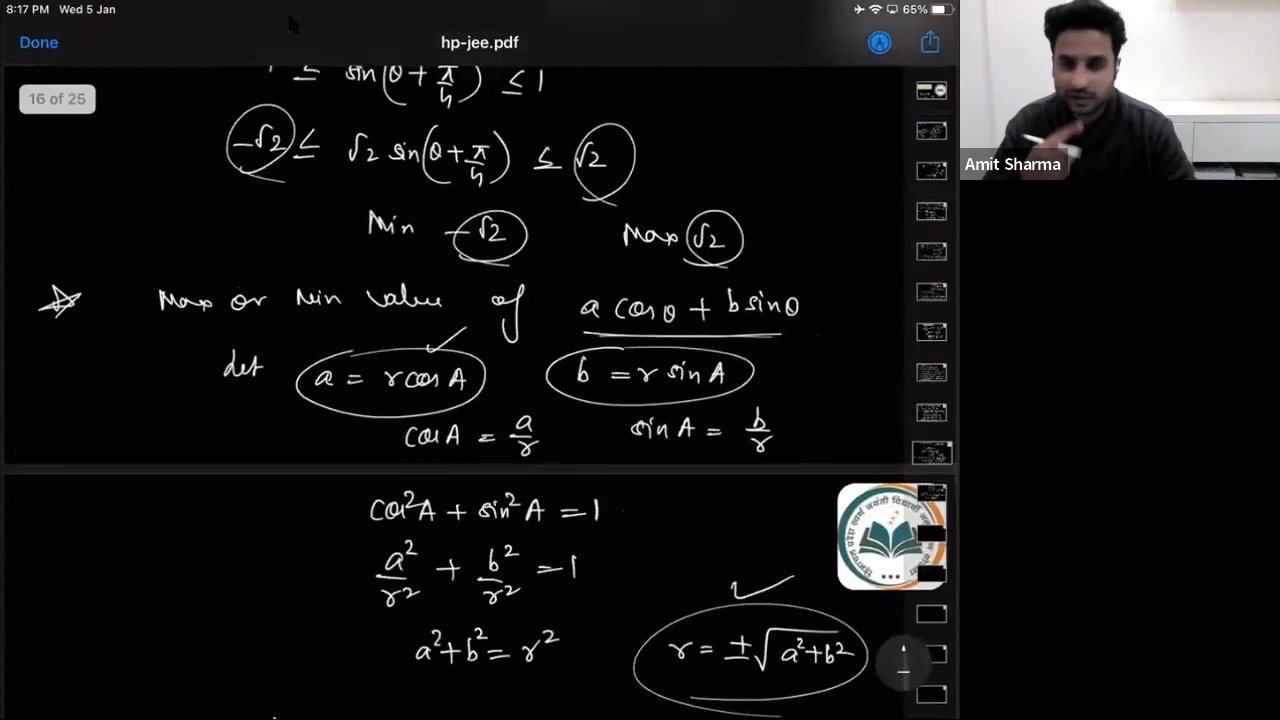 8:17 PM Wed 5 Jan
65%
Done
hp-jee.pdf
16 of 25
≤ sin(θ + π/4) ≤ 1
-√2 ≤ √2 sin(θ + π/4) ≤ √2
Min -√2 Max √2
Max or Min value of a cosθ + b sinθ
Let a = r cos A b = r sin A
cos A = a/r sin A = b/r
cos²A + sin²A = 1
a²/r² + b²/r² = 1
a² + b² = r²
r = ±√a²+b²
Amit Sharma